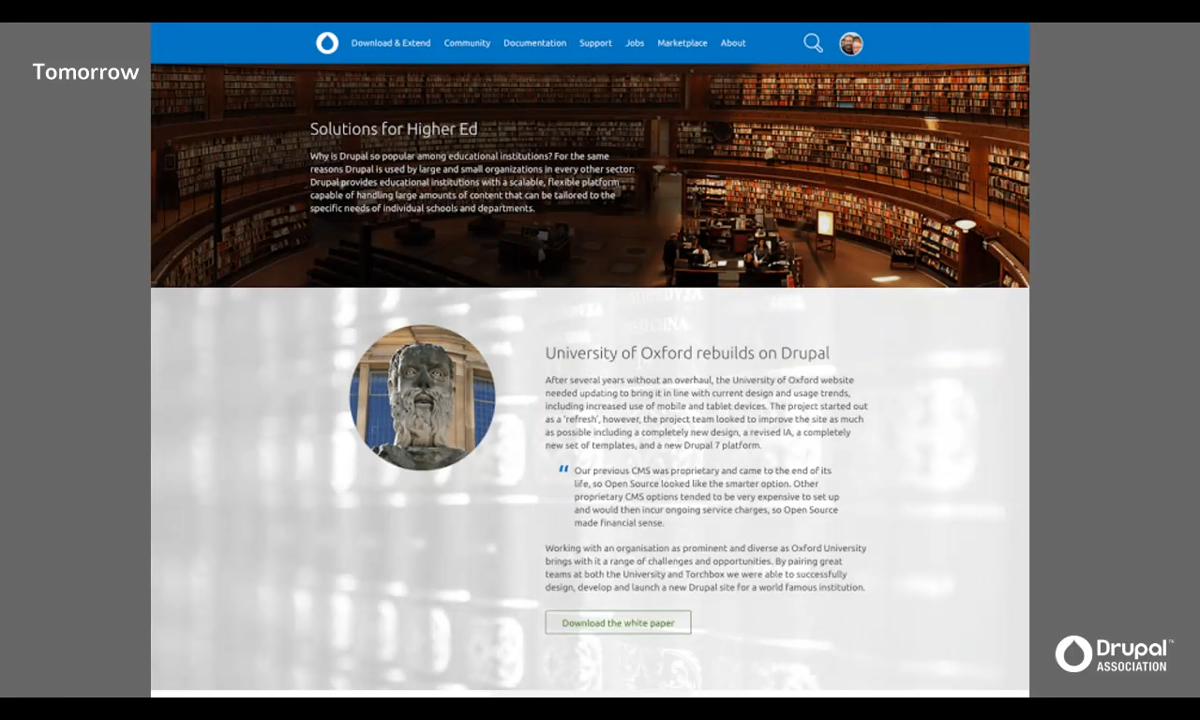 Tomorrow
Download & Extend Community Documentation Support Jobs Marketplace About
Solutions for Higher Ed
Why is Drupal so popular among educational institutions? For the same
reasons Drupal is used by large and small organizations in every other sector:
Drupal provides educational institutions with a scalable, flexible platform
capable of handling large amounts of content that can be tailored to the
specific needs of individual schools and departments.
University of Oxford rebuilds on Drupal
After several years without an overhaul, the University of Oxford website
needed updating to bring it in line with current design and usage trends,
including increased use of mobile and tablet devices. The project started out
as a 'refresh', however, the project team looked to improve the site as much
as possible including a completely new design, a revised IA, a completely
new set of templates, and a new Drupal 7 platform.
“ Our previous CMS was proprietary and came to the end of its
life, so Open Source looked like the smarter option. Other
proprietary CMS options tended to be very expensive to set up
and would then incur ongoing service charges, so Open Source
made financial sense.
Working with an organisation as prominent and diverse as Oxford University
brings with it a range of challenges and opportunities. By pairing great
teams at both the University and Torchbox we were able to successfully
design, develop and launch a new Drupal site for a world famous institution.
Download the white paper
Drupal™
ASSOCIATION